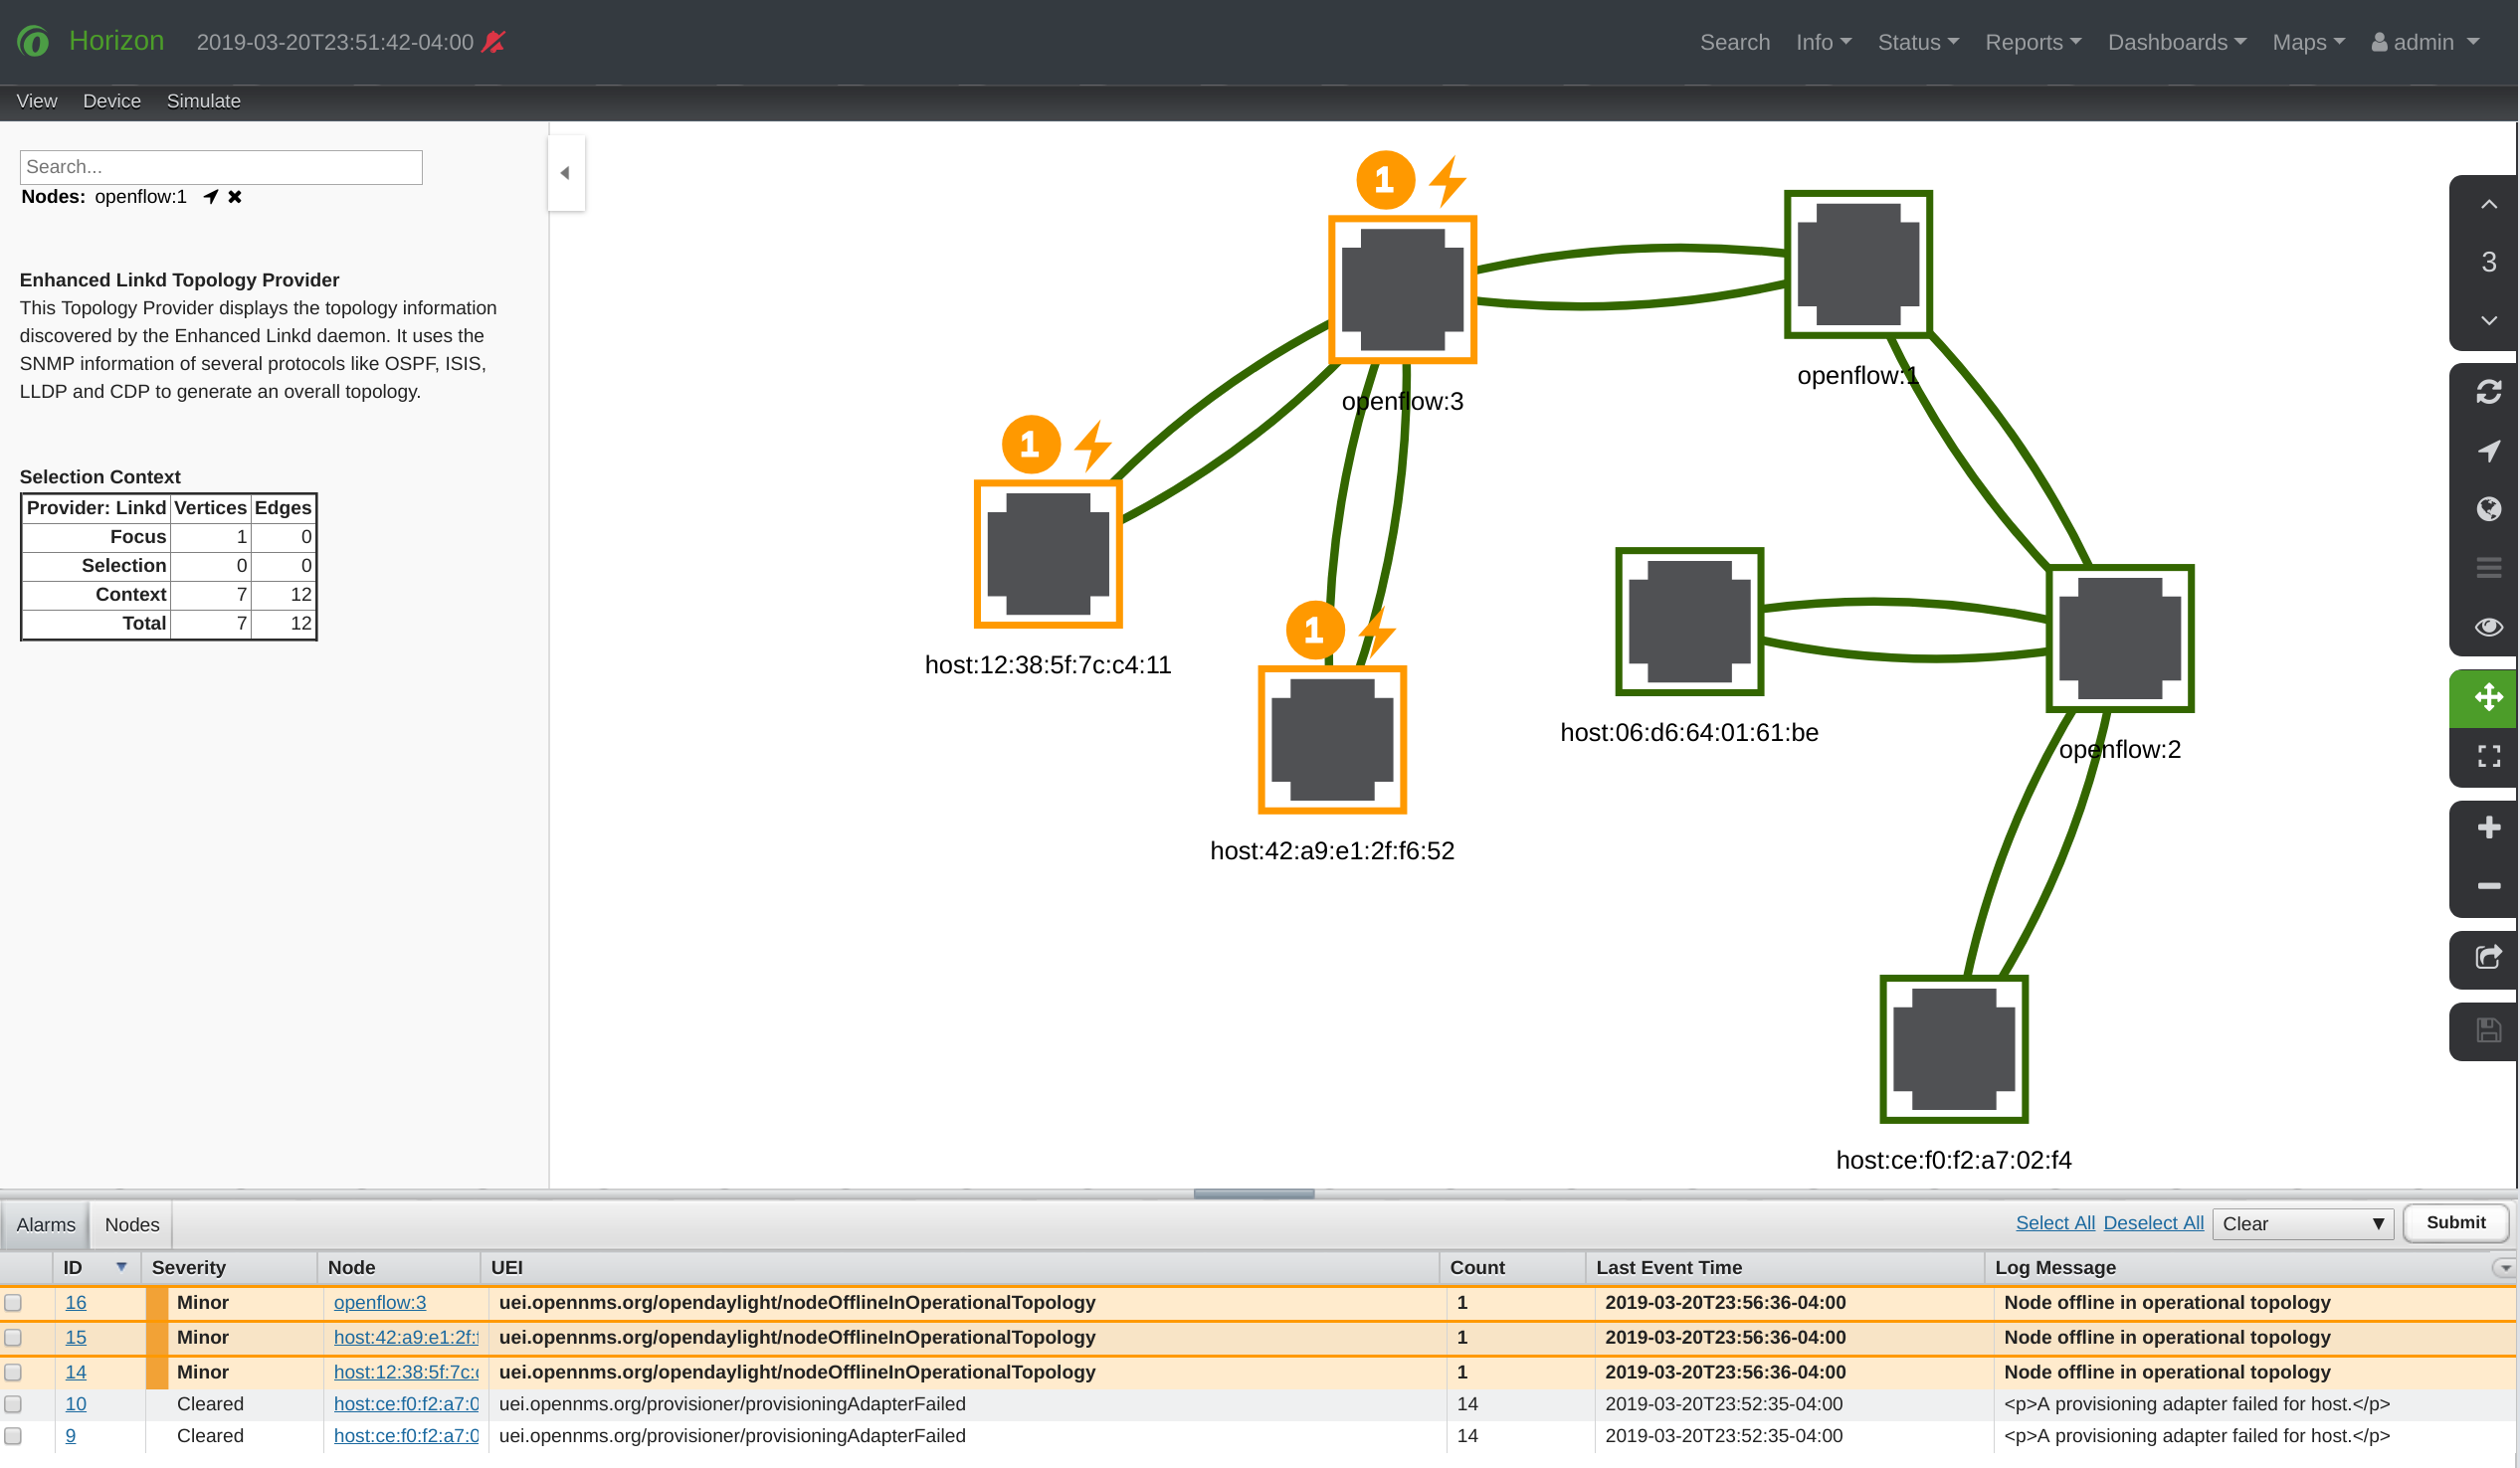 Horizon 2019-03-20T23:51:42-04:00 Search Info Status Reports Dashboards Maps admin
View Device Simulate
Search...
Nodes: openflow:1
Enhanced Linkd Topology Provider
This Topology Provider displays the topology information
discovered by the Enhanced Linkd daemon. It uses the
SNMP information of several protocols like OSPF, ISIS,
LLDP and CDP to generate an overall topology.
Selection Context
Provider: Linkd Vertices Edges
Focus 1 0
Selection 0 0
Context 7 12
Total 7 12
1
openflow:3
openflow:1
1
host:12:38:5f:7c:c4:11
1
host:42:a9:e1:2f:f6:52
host:06:d6:64:01:61:be
openflow:2
host:ce:f0:f2:a7:02:f4
3
Alarms Nodes Select All Deselect All Clear Submit
ID Severity Node UEI Count Last Event Time Log Message
16 Minor openflow:3 uei.opennms.org/opendaylight/nodeOfflineInOperationalTopology 1 2019-03-20T23:56:36-04:00 Node offline in operational topology
15 Minor host:42:a9:e1:2f: uei.opennms.org/opendaylight/nodeOfflineInOperationalTopology 1 2019-03-20T23:56:36-04:00 Node offline in operational topology
14 Minor host:12:38:5f:7c: uei.opennms.org/opendaylight/nodeOfflineInOperationalTopology 1 2019-03-20T23:56:36-04:00 Node offline in operational topology
10 Cleared host:ce:f0:f2:a7:0 uei.opennms.org/provisioner/provisioningAdapterFailed 14 2019-03-20T23:52:35-04:00 <p>A provisioning adapter failed for host.</p>
9 Cleared host:ce:f0:f2:a7:0 uei.opennms.org/provisioner/provisioningAdapterFailed 14 2019-03-20T23:52:35-04:00 <p>A provisioning adapter failed for host.</p>